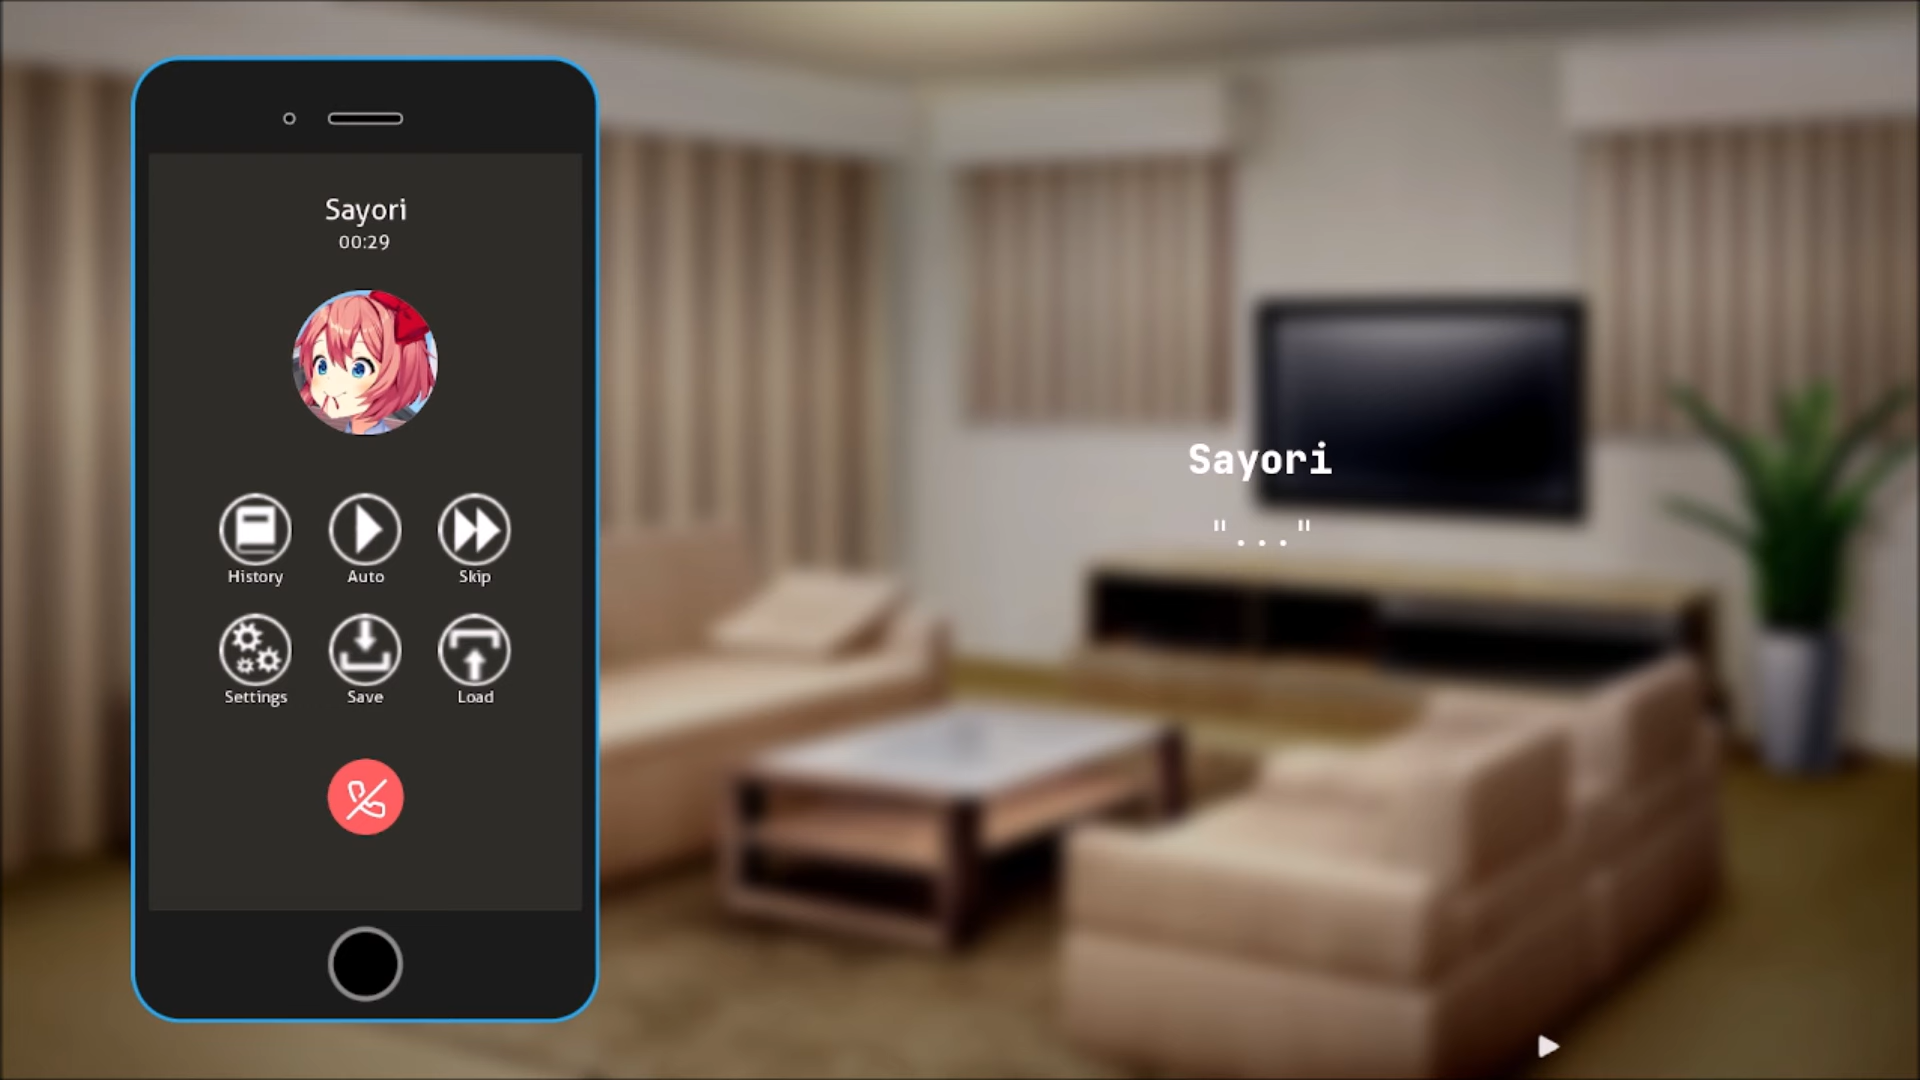 Sayori
00:29
History
Auto
Skip
Settings
Save
Load
Sayori
"..."